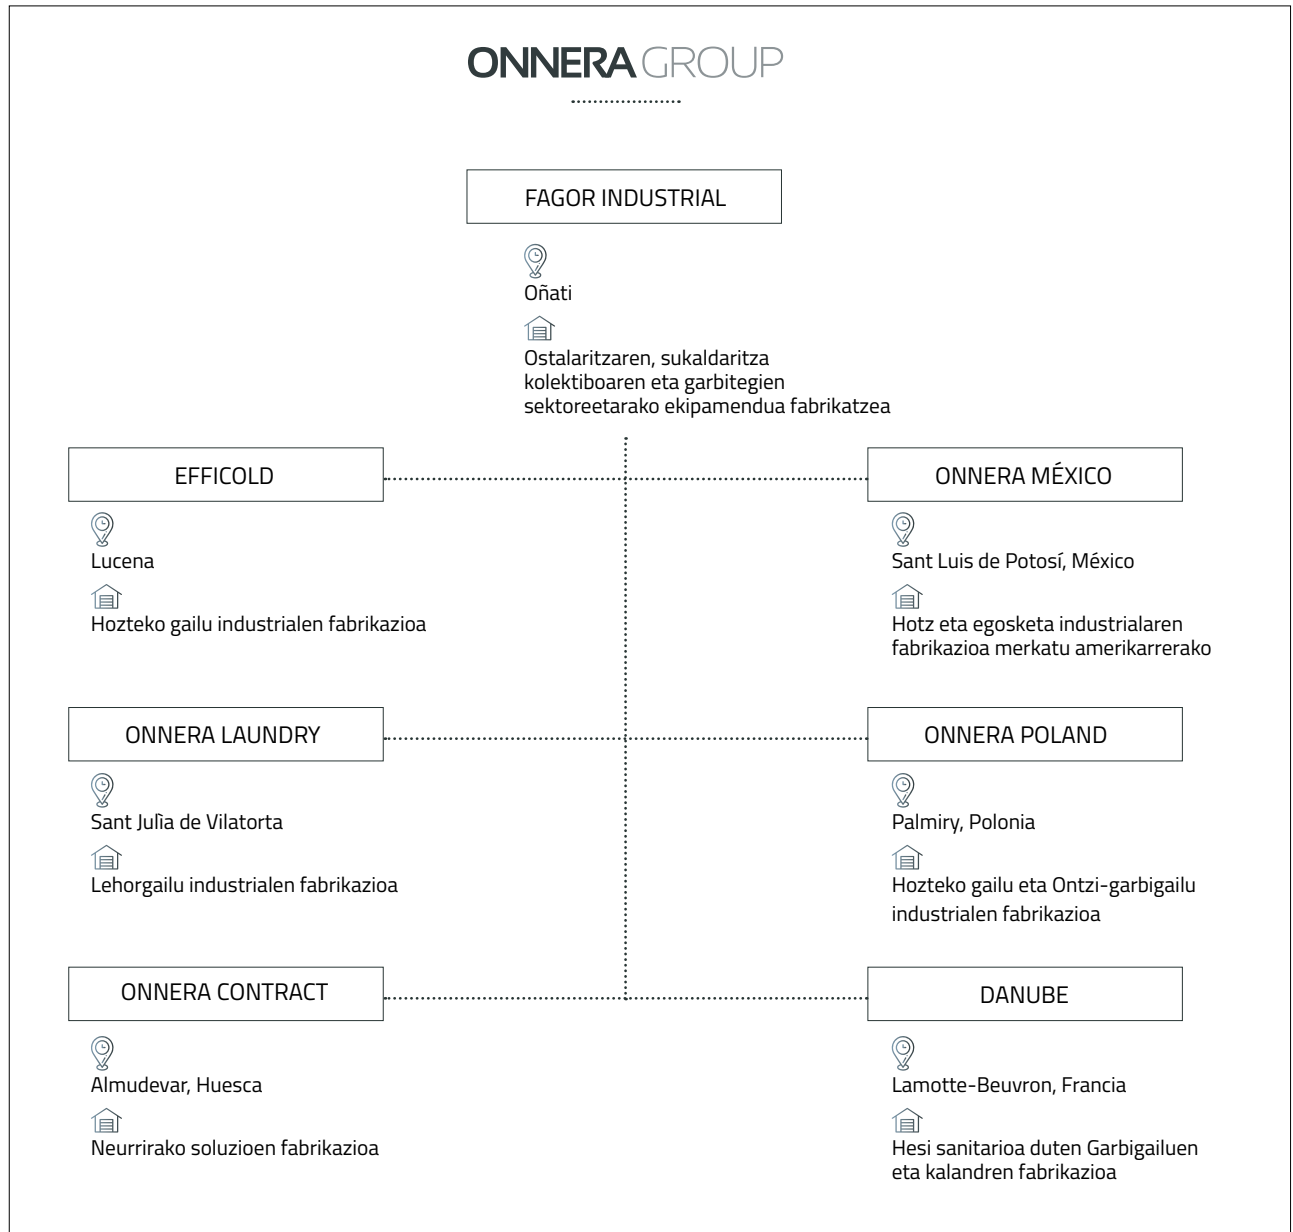 ONNERA GROUP
FAGOR INDUSTRIAL
Oñati
Ostalaritzaren, sukaldaritza
kolektiboaren eta garbitegien
sektoreetarako ekipamendua fabrikatzea
EFFICOLD
Lucena
Hozteko gailu industrialen fabrikazioa
ONNERA MÉXICO
Sant Luis de Potosí, México
Hotz eta egosketa industrialaren
fabrikazioa merkatu amerikarrerako
ONNERA LAUNDRY
Sant Julìa de Vilatorta
Lehorgailu industrialen fabrikazioa
ONNERA POLAND
Palmiry, Polonia
Hozteko gailu eta Ontzi-garbigailu
industrialen fabrikazioa
ONNERA CONTRACT
Almudevar, Huesca
Neurrirako soluzioen fabrikazioa
DANUBE
Lamotte-Beuvron, Francia
Hesi sanitarioa duten Garbigailuen
eta kalandren fabrikazioa